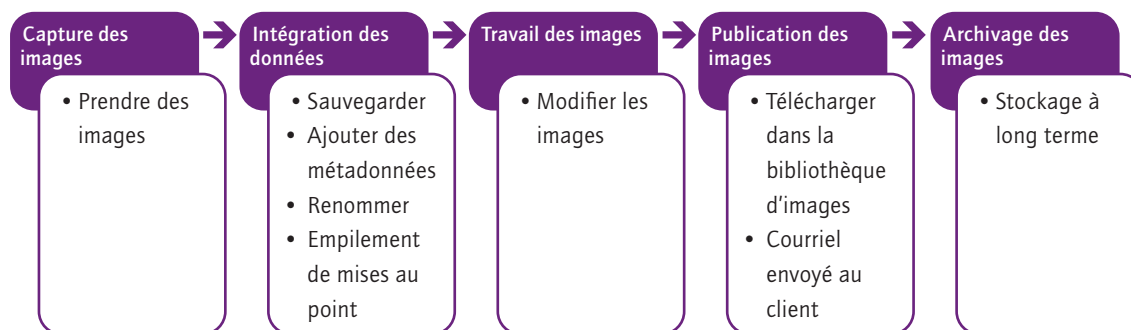 Capture des
images
• Prendre des
images
Intégration des
données
• Sauvegarder
• Ajouter des
métadonnées
• Renommer
• Empilement
de mises au
point
Travail des images
• Modifier les
images
Publication des
images
• Télécharger
dans la
bibliothèque
d'images
• Courriel
envoyé au
client
Archivage des
images
• Stockage à
long terme